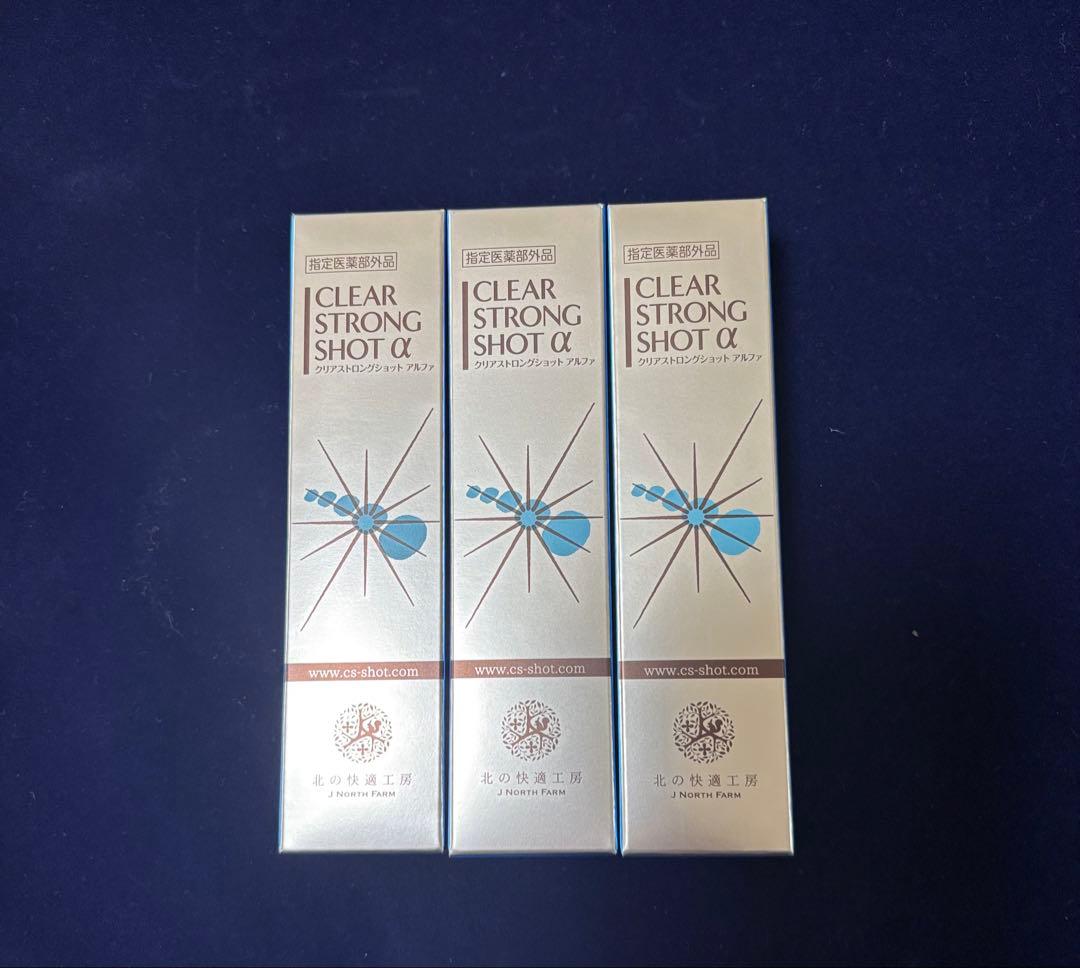 指定医薬部外品
CLEAR
STRONG
SHOT α
クリアストロングショット アルファ
www.cs-shot.com
北の快適工房
J NORTH FARM
指定医薬部外品
CLEAR
STRONG
SHOT α
クリアストロングショット アルファ
www.cs-shot.com
北の快適工房
J NORTH FARM
指定医薬部外品
CLEAR
STRONG
SHOT α
クリアストロングショット アルファ
www.cs-shot.com
北の快適工房
J NORTH FARM